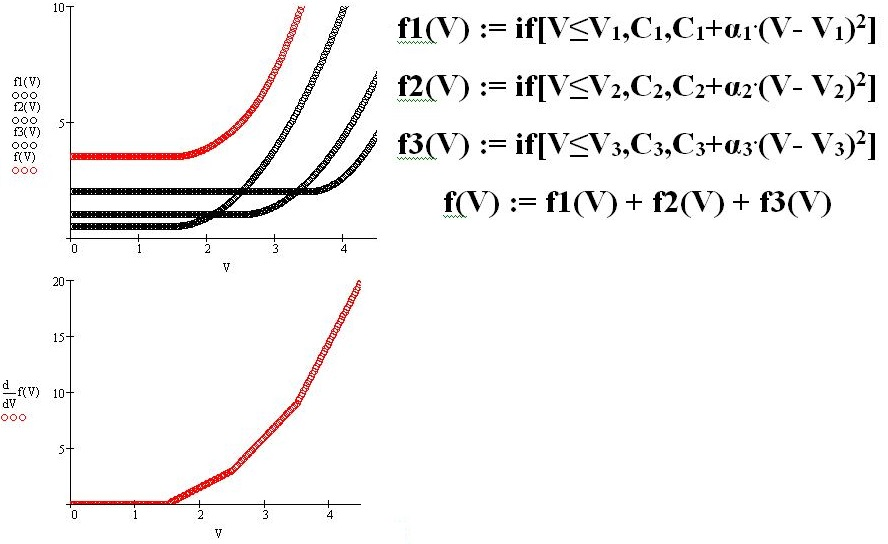 10
5
f1(V)
f2(V)
f3(V)
f(V)
0 1 2 3 4
V
f1(V) := if[V≤V₁,C₁,C₁+α₁·(V- V₁)²]
f2(V) := if[V≤V₂,C₂,C₂+α₂·(V- V₂)²]
f3(V) := if[V≤V₃,C₃,C₃+α₃·(V- V₃)²]
f(V) := f1(V) + f2(V) + f3(V)
20
15
10
5
d/dV f(V)
0 1 2 3 4
V